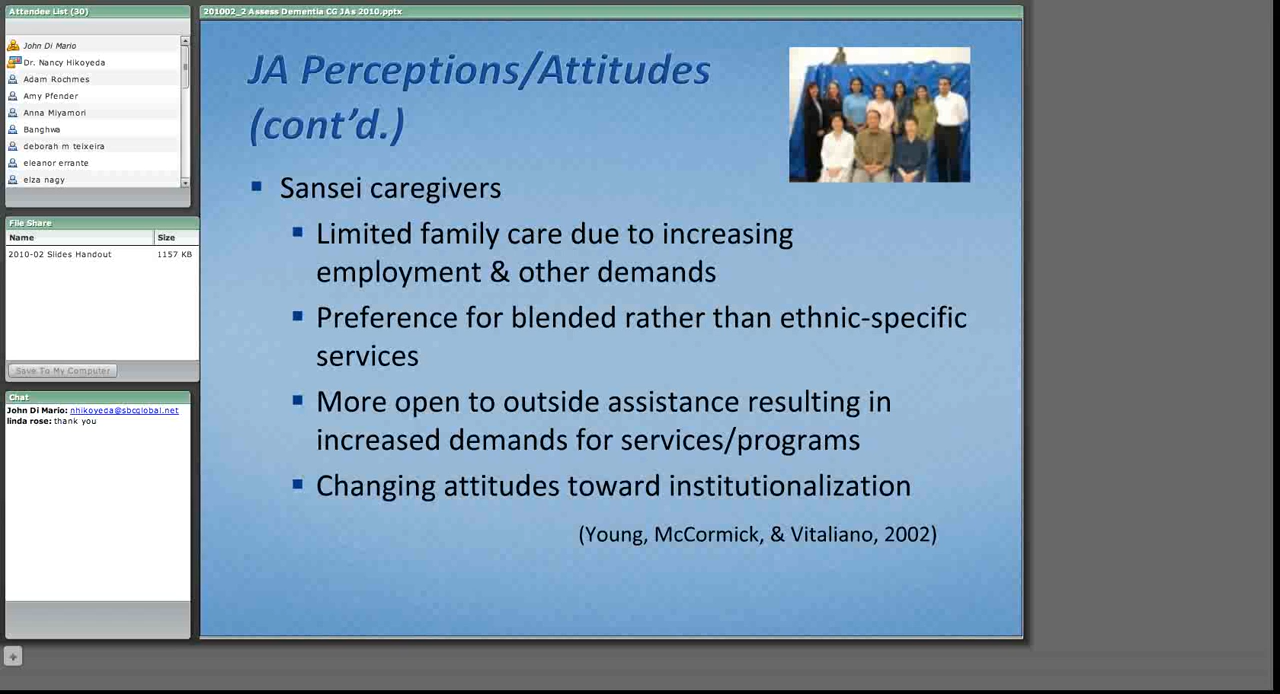 Attendee List (30)
John Di Mario
Dr. Nancy Hikoyeda
Adam Rochmes
Amy Pfender
Anna Miyamori
Banghwa
deborah m teixeira
eleanor errante
elza nagy
File Share
Name Size
2010-02 Slides Handout 1157 KB
Save To My Computer
Chat
John Di Mario: nhikoyeda@sbcglobal.net
linda rose: thank you
201002_2 Assess Dementia CG JAs 2010.pptx
JA Perceptions/Attitudes
(cont’d.)
Sansei caregivers
Limited family care due to increasing
employment & other demands
Preference for blended rather than ethnic-specific
services
More open to outside assistance resulting in
increased demands for services/programs
Changing attitudes toward institutionalization
(Young, McCormick, & Vitaliano, 2002)